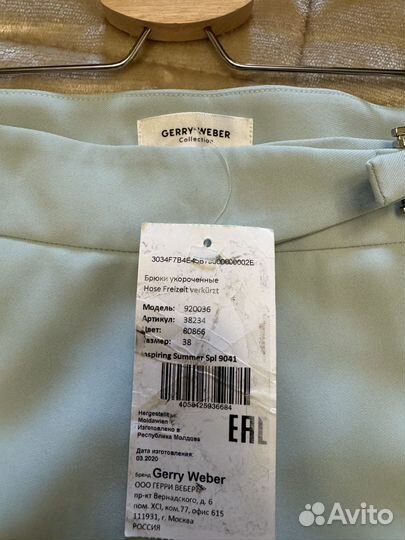 GERRY WEBER
Collection
Брюки укороченные
Hose Freizeit verkürzt
Модель: 920036
Артикул: 38234
Цвет: 80866
Размер: 38
Inspiring Summer Spl 9041
4058425936684
Hergestellt in:
Moldawien
Изготовлено в:
Республика Молдова
EAC
Дата изготовления:
03.2020
Бренд Gerry Weber
ООО ГЕРРИ ВЕБЕР
пр-кт Вернадского, д. 6
пом. XCI, ком.77, офис 615
111931, г. Москва
РОССИЯ
Avito